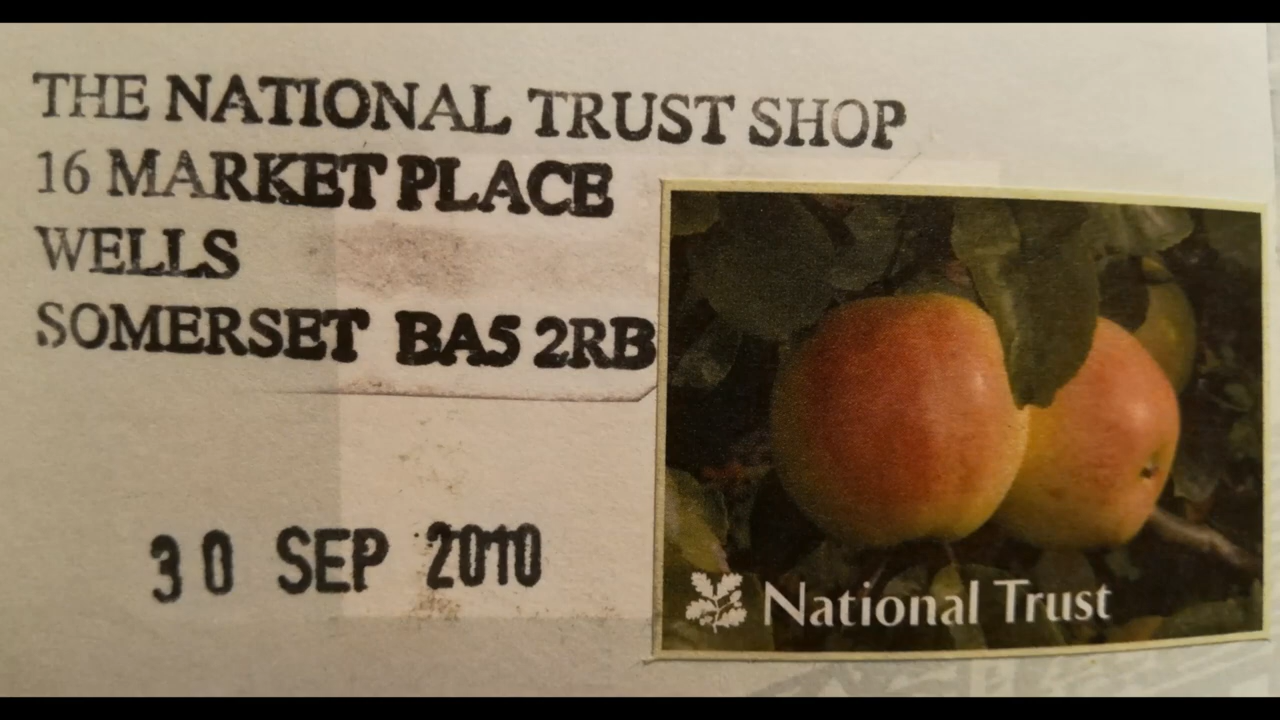 THE NATIONAL TRUST SHOP
16 MARKET PLACE
WELLS
SOMERSET BA5 2RB
30 SEP 2010
National Trust